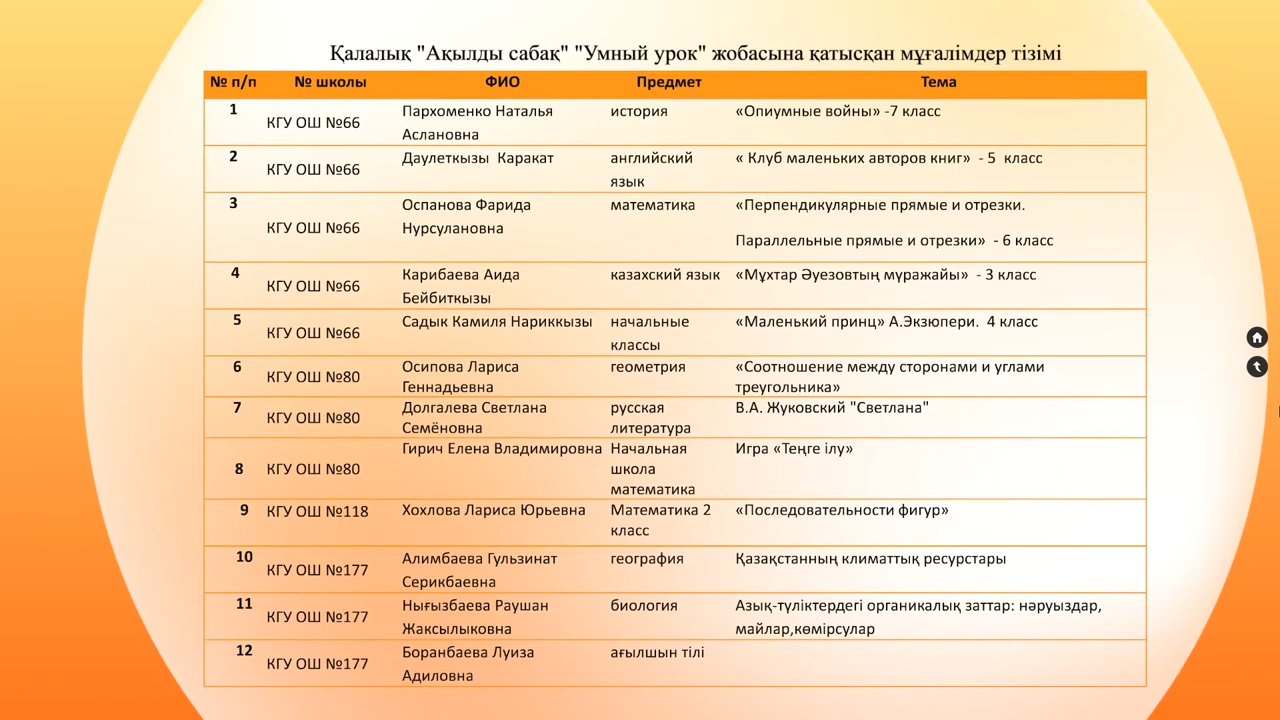 Қалалық "Ақылды сабақ" "Умный урок" жобасына қатысқан мұғалімдер тізімі
№ п/п № школы ФИО Предмет Тема
1 КГУ ОШ №66 Пархоменко Наталья Аслановна история «Опиумные войны» -7 класс
2 КГУ ОШ №66 Даулеткызы Каракат английский язык « Клуб маленьких авторов книг» - 5 класс
3 КГУ ОШ №66 Оспанова Фарида Нурсулановна математика «Перпендикулярные прямые и отрезки. Параллельные прямые и отрезки» - 6 класс
4 КГУ ОШ №66 Карибаева Аида Бейбиткызы казахский язык «Мұхтар Әуезовтың мұражайы» - 3 класс
5 КГУ ОШ №66 Садык Камиля Нариккызы начальные классы «Маленький принц» А.Экзюпери. 4 класс
6 КГУ ОШ №80 Осипова Лариса Геннадьевна геометрия «Соотношение между сторонами и углами треугольника»
7 КГУ ОШ №80 Долгалева Светлана Семёновна русская литература В.А. Жуковский "Светлана"
8 КГУ ОШ №80 Гирич Елена Владимировна Начальная школа математика Игра «Теңге ілу»
9 КГУ ОШ №118 Хохлова Лариса Юрьевна Математика 2 класс «Последовательности фигур»
10 КГУ ОШ №177 Алимбаева Гульзинат Серикбаевна география Қазақстанның климаттық ресурстары
11 КГУ ОШ №177 Нығызбаева Раушан Жаксылыковна биология Азық-түліктердегі органикалық заттар: нәруыздар, майлар,көмірсулар
12 КГУ ОШ №177 Боранбаева Луиза Адиловна ағылшын тілі